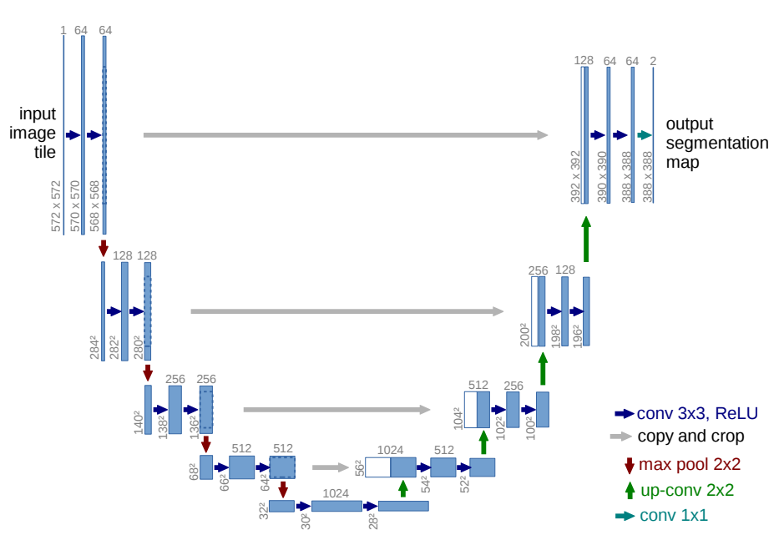 1 64 64
128 64 64 2
input
image
tile
output
segmentation
map
572 x 572
570 x 570
568 x 568
392 x 392
390 x 390
388 x 388
388 x 388
128 128
256 128
284²
282²
280²
200²
198²
196²
256 256
512 256
140²
138²
136²
104²
102²
100²
512 512
1024 512
68²
66²
64²
56²
54²
52²
1024
32²
30²
28²
conv 3x3, ReLU
copy and crop
max pool 2x2
up-conv 2x2
conv 1x1